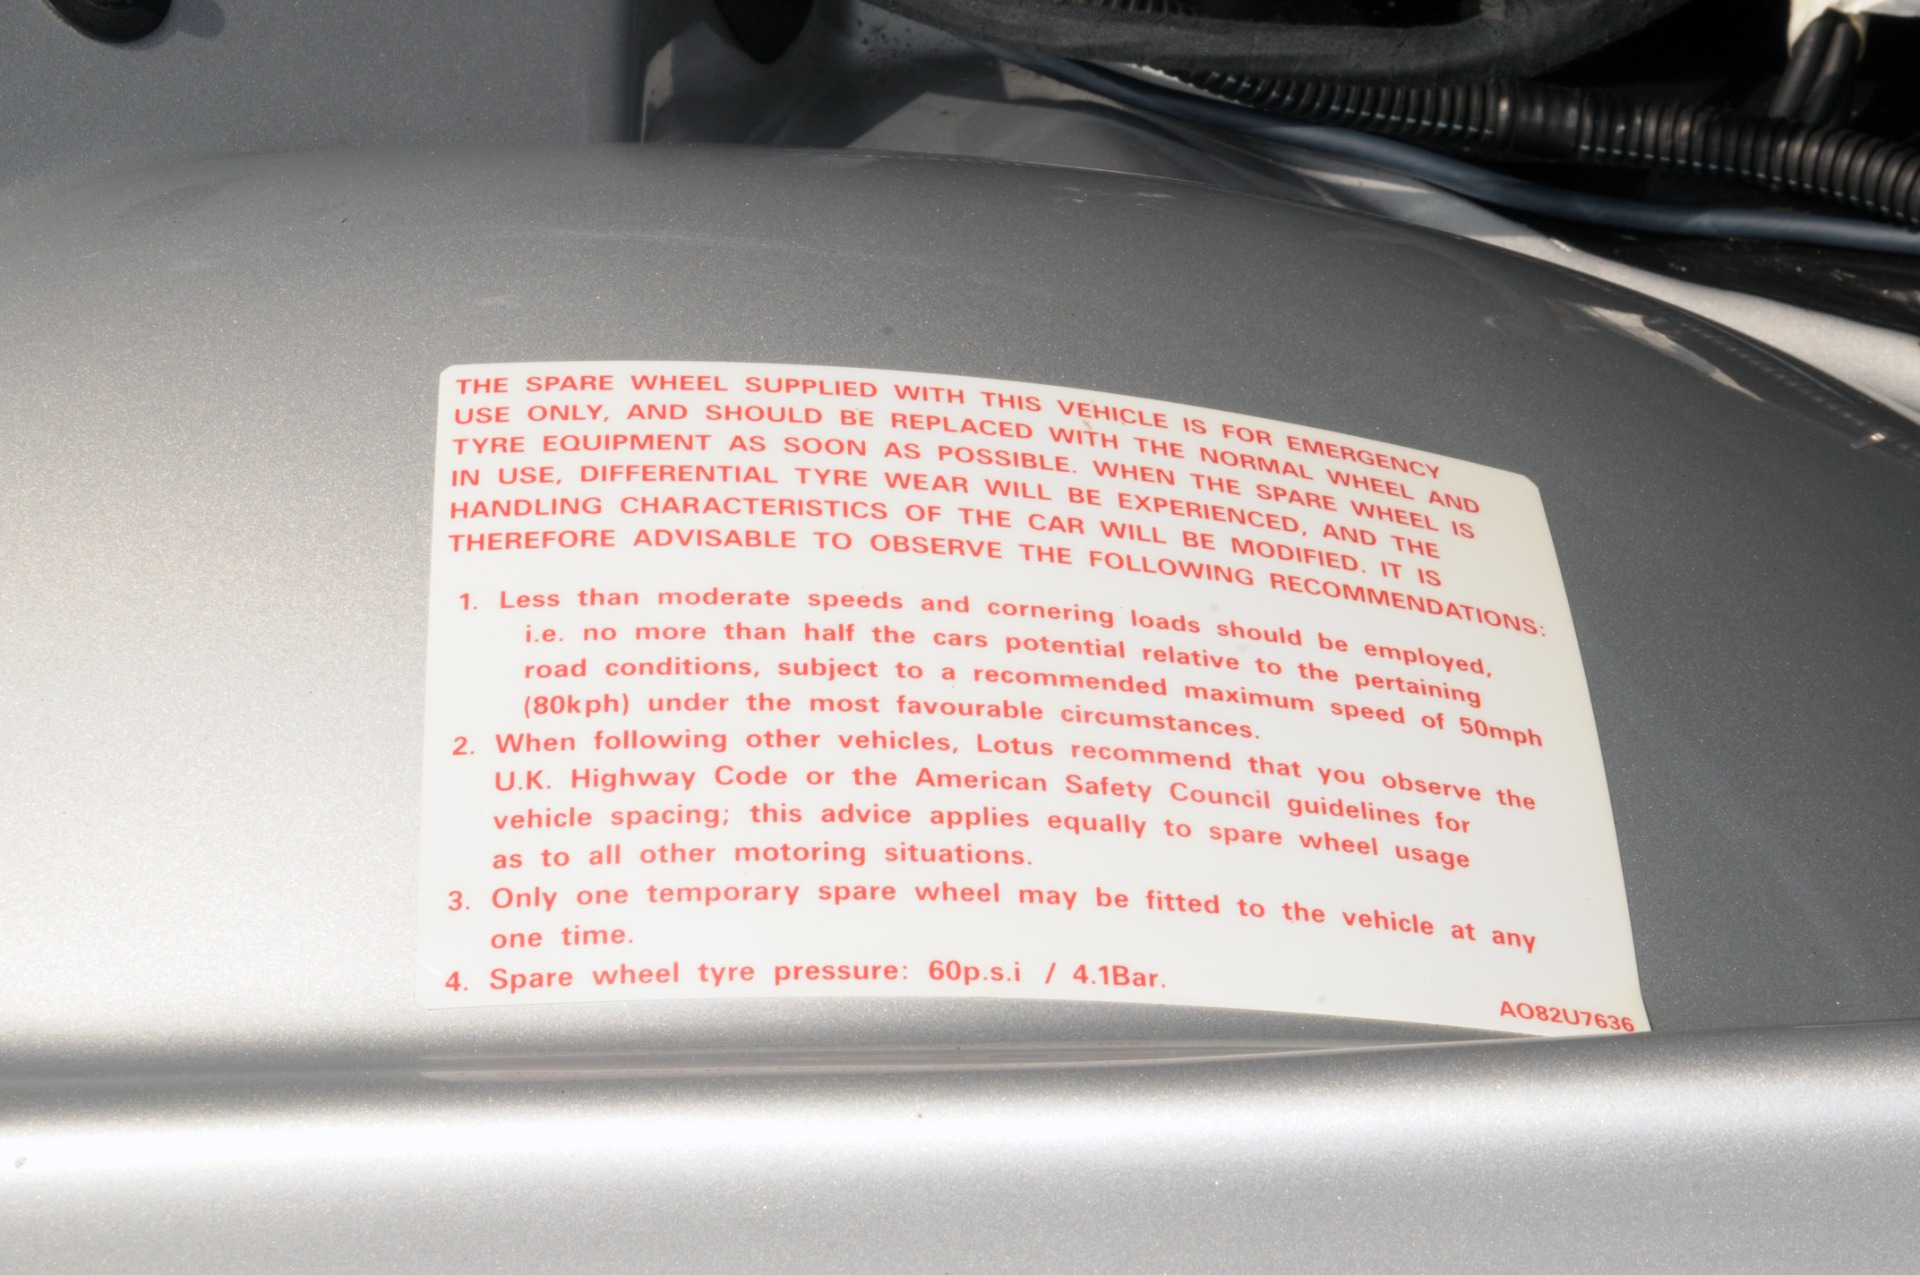 THE SPARE WHEEL SUPPLIED WITH THIS VEHICLE IS FOR EMERGENCY
USE ONLY, AND SHOULD BE REPLACED WITH THE NORMAL WHEEL AND
TYRE EQUIPMENT AS SOON AS POSSIBLE. WHEN THE SPARE WHEEL IS
IN USE, DIFFERENTIAL TYRE WEAR WILL BE EXPERIENCED, AND THE
HANDLING CHARACTERISTICS OF THE CAR WILL BE MODIFIED. IT IS
THEREFORE ADVISABLE TO OBSERVE THE FOLLOWING RECOMMENDATIONS:
1. Less than moderate speeds and cornering loads should be employed,
i.e. no more than half the cars potential relative to the pertaining
road conditions, subject to a recommended maximum speed of 50mph
(80kph) under the most favourable circumstances.
2. When following other vehicles, Lotus recommend that you observe the
U.K. Highway Code or the American Safety Council guidelines for
vehicle spacing; this advice applies equally to spare wheel usage
as to all other motoring situations.
3. Only one temporary spare wheel may be fitted to the vehicle at any
one time.
4. Spare wheel tyre pressure: 60p.s.i / 4.1Bar.
AO82U7636